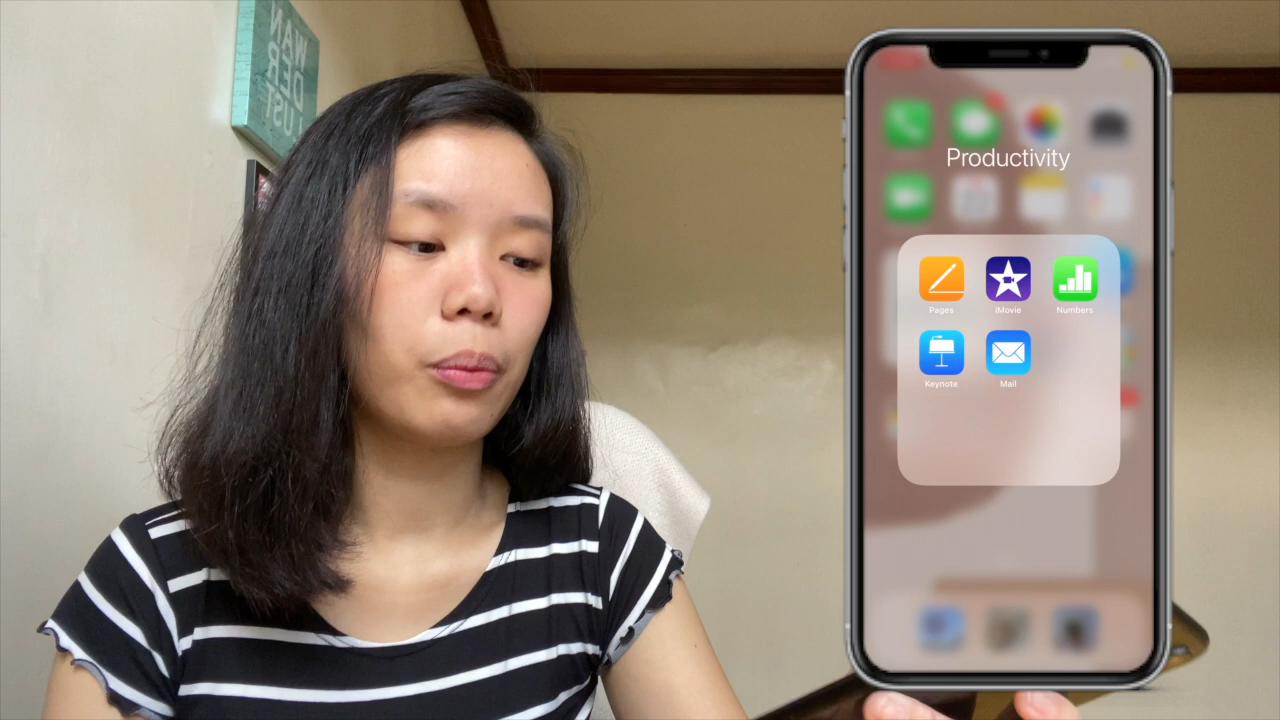 WAN
DER
LUST
Productivity
Pages
iMovie
Numbers
Keynote
Mail